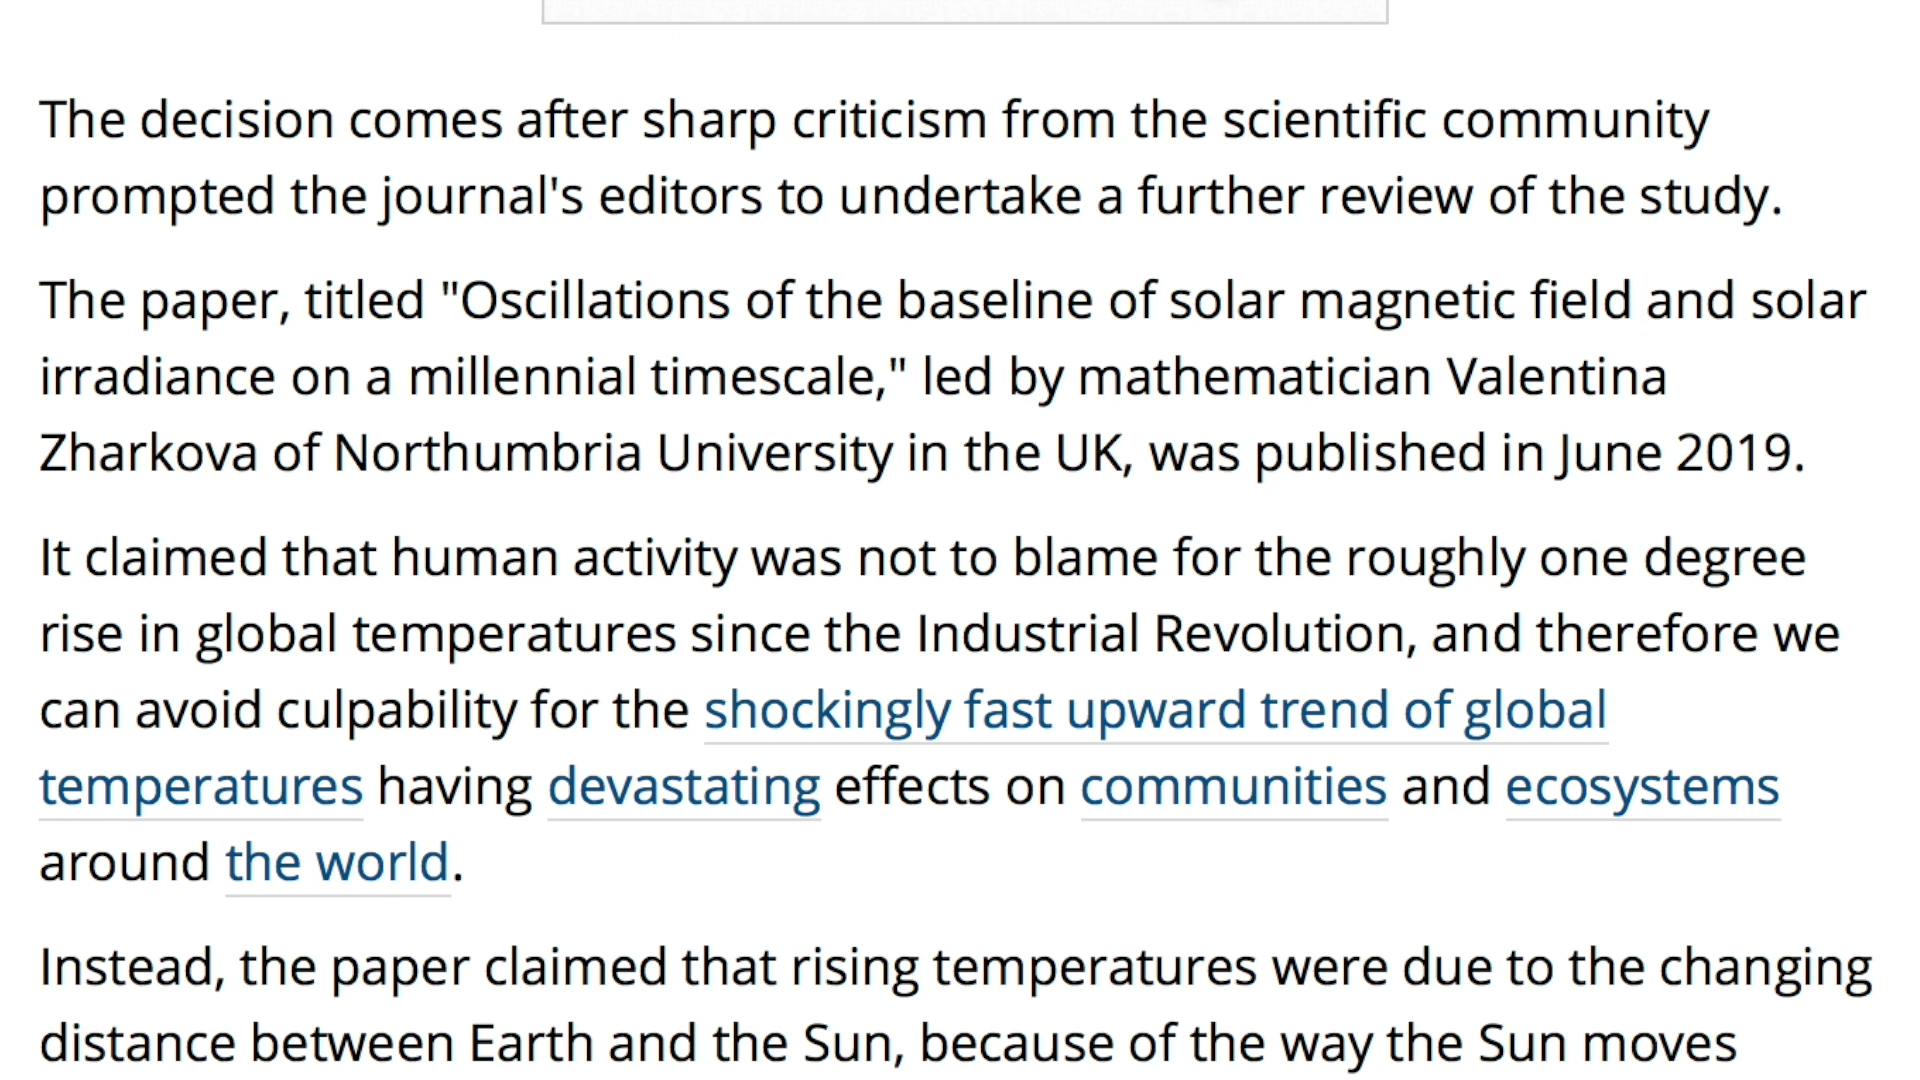 The decision comes after sharp criticism from the scientific community
prompted the journal's editors to undertake a further review of the study.
The paper, titled "Oscillations of the baseline of solar magnetic field and solar
irradiance on a millennial timescale," led by mathematician Valentina
Zharkova of Northumbria University in the UK, was published in June 2019.
It claimed that human activity was not to blame for the roughly one degree
rise in global temperatures since the Industrial Revolution, and therefore we
can avoid culpability for the shockingly fast upward trend of global
temperatures having devastating effects on communities and ecosystems
around the world.
Instead, the paper claimed that rising temperatures were due to the changing
distance between Earth and the Sun, because of the way the Sun moves